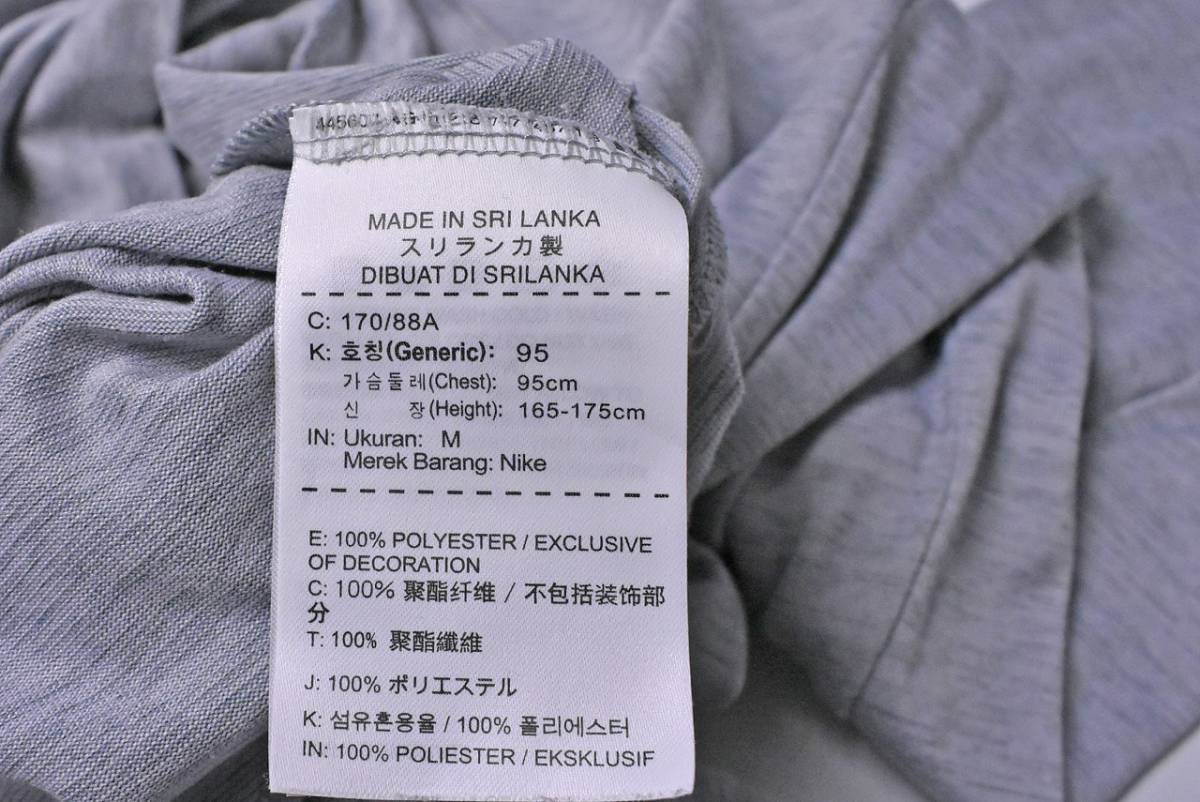 MADE IN SRI LANKA
スリランカ製
DIBUAT DI SRILANKA
C: 170/88A
K: 호칭(Generic): 95
가슴둘레(Chest): 95cm
신 장(Height): 165-175cm
IN: Ukuran: M
Merek Barang: Nike
E: 100% POLYESTER / EXCLUSIVE
OF DECORATION
C: 100% 聚酯纤维 / 不包括装饰部
分
T: 100% 聚酯纖維
J: 100% ポリエステル
K: 섬유혼용율 / 100% 폴리에스터
IN: 100% POLIESTER / EKSKLUSIF